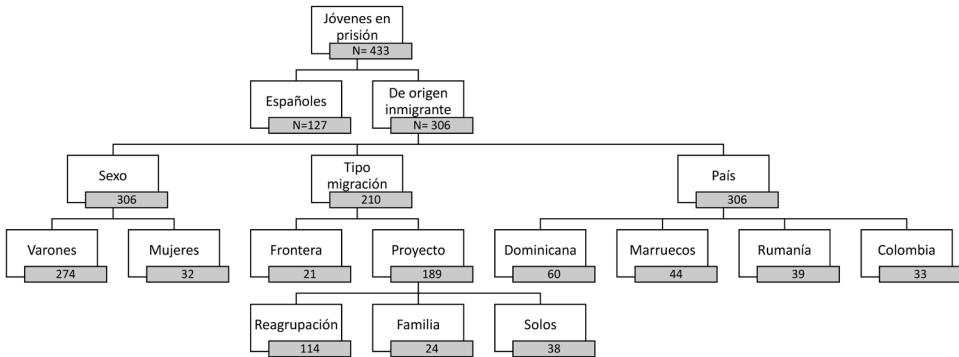 Jóvenes en
prisión
N= 433
Españoles
N=127
De origen
inmigrante
N= 306
Sexo
306
Tipo
migración
210
País
306
Varones
274
Mujeres
32
Frontera
21
Proyecto
189
Dominicana
60
Marruecos
44
Rumanía
39
Colombia
33
Reagrupación
114
Familia
24
Solos
38